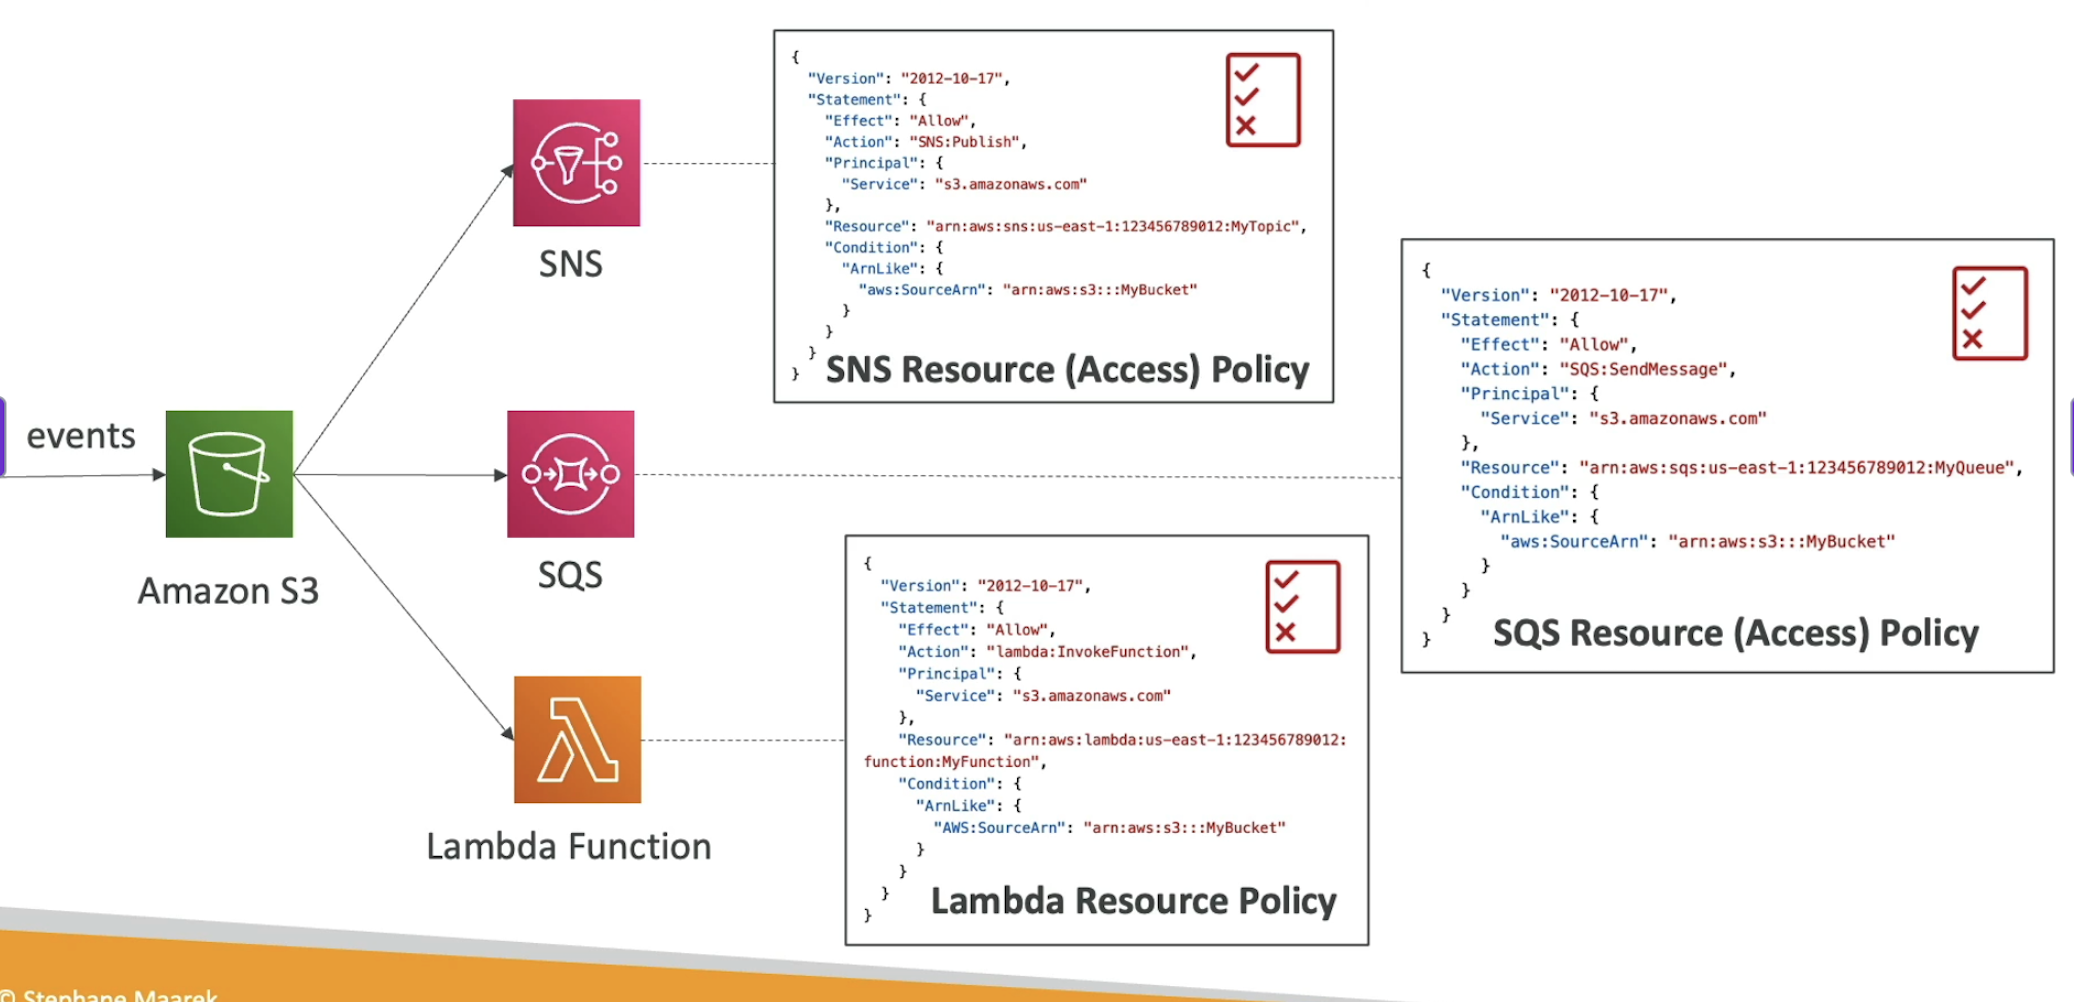 events
Amazon S3
SNS
SQS
Lambda Function
{
"Version": "2012-10-17",
"Statement": {
"Effect": "Allow",
"Action": "SNS:Publish",
"Principal": {
"Service": "s3.amazonaws.com"
},
"Resource": "arn:aws:sns:us-east-1:123456789012:MyTopic",
"Condition": {
"ArnLike": {
"aws:SourceArn": "arn:aws:s3:::MyBucket"
}
}
}
}
SNS Resource (Access) Policy
{
"Version": "2012-10-17",
"Statement": {
"Effect": "Allow",
"Action": "SQS:SendMessage",
"Principal": {
"Service": "s3.amazonaws.com"
},
"Resource": "arn:aws:sqs:us-east-1:123456789012:MyQueue",
"Condition": {
"ArnLike": {
"aws:SourceArn": "arn:aws:s3:::MyBucket"
}
}
}
}
SQS Resource (Access) Policy
{
"Version": "2012-10-17",
"Statement": {
"Effect": "Allow",
"Action": "lambda:InvokeFunction",
"Principal": {
"Service": "s3.amazonaws.com"
},
"Resource": "arn:aws:lambda:us-east-1:123456789012:
function:MyFunction",
"Condition": {
"ArnLike": {
"AWS:SourceArn": "arn:aws:s3:::MyBucket"
}
}
}
}
Lambda Resource Policy
© Stephane Maarek